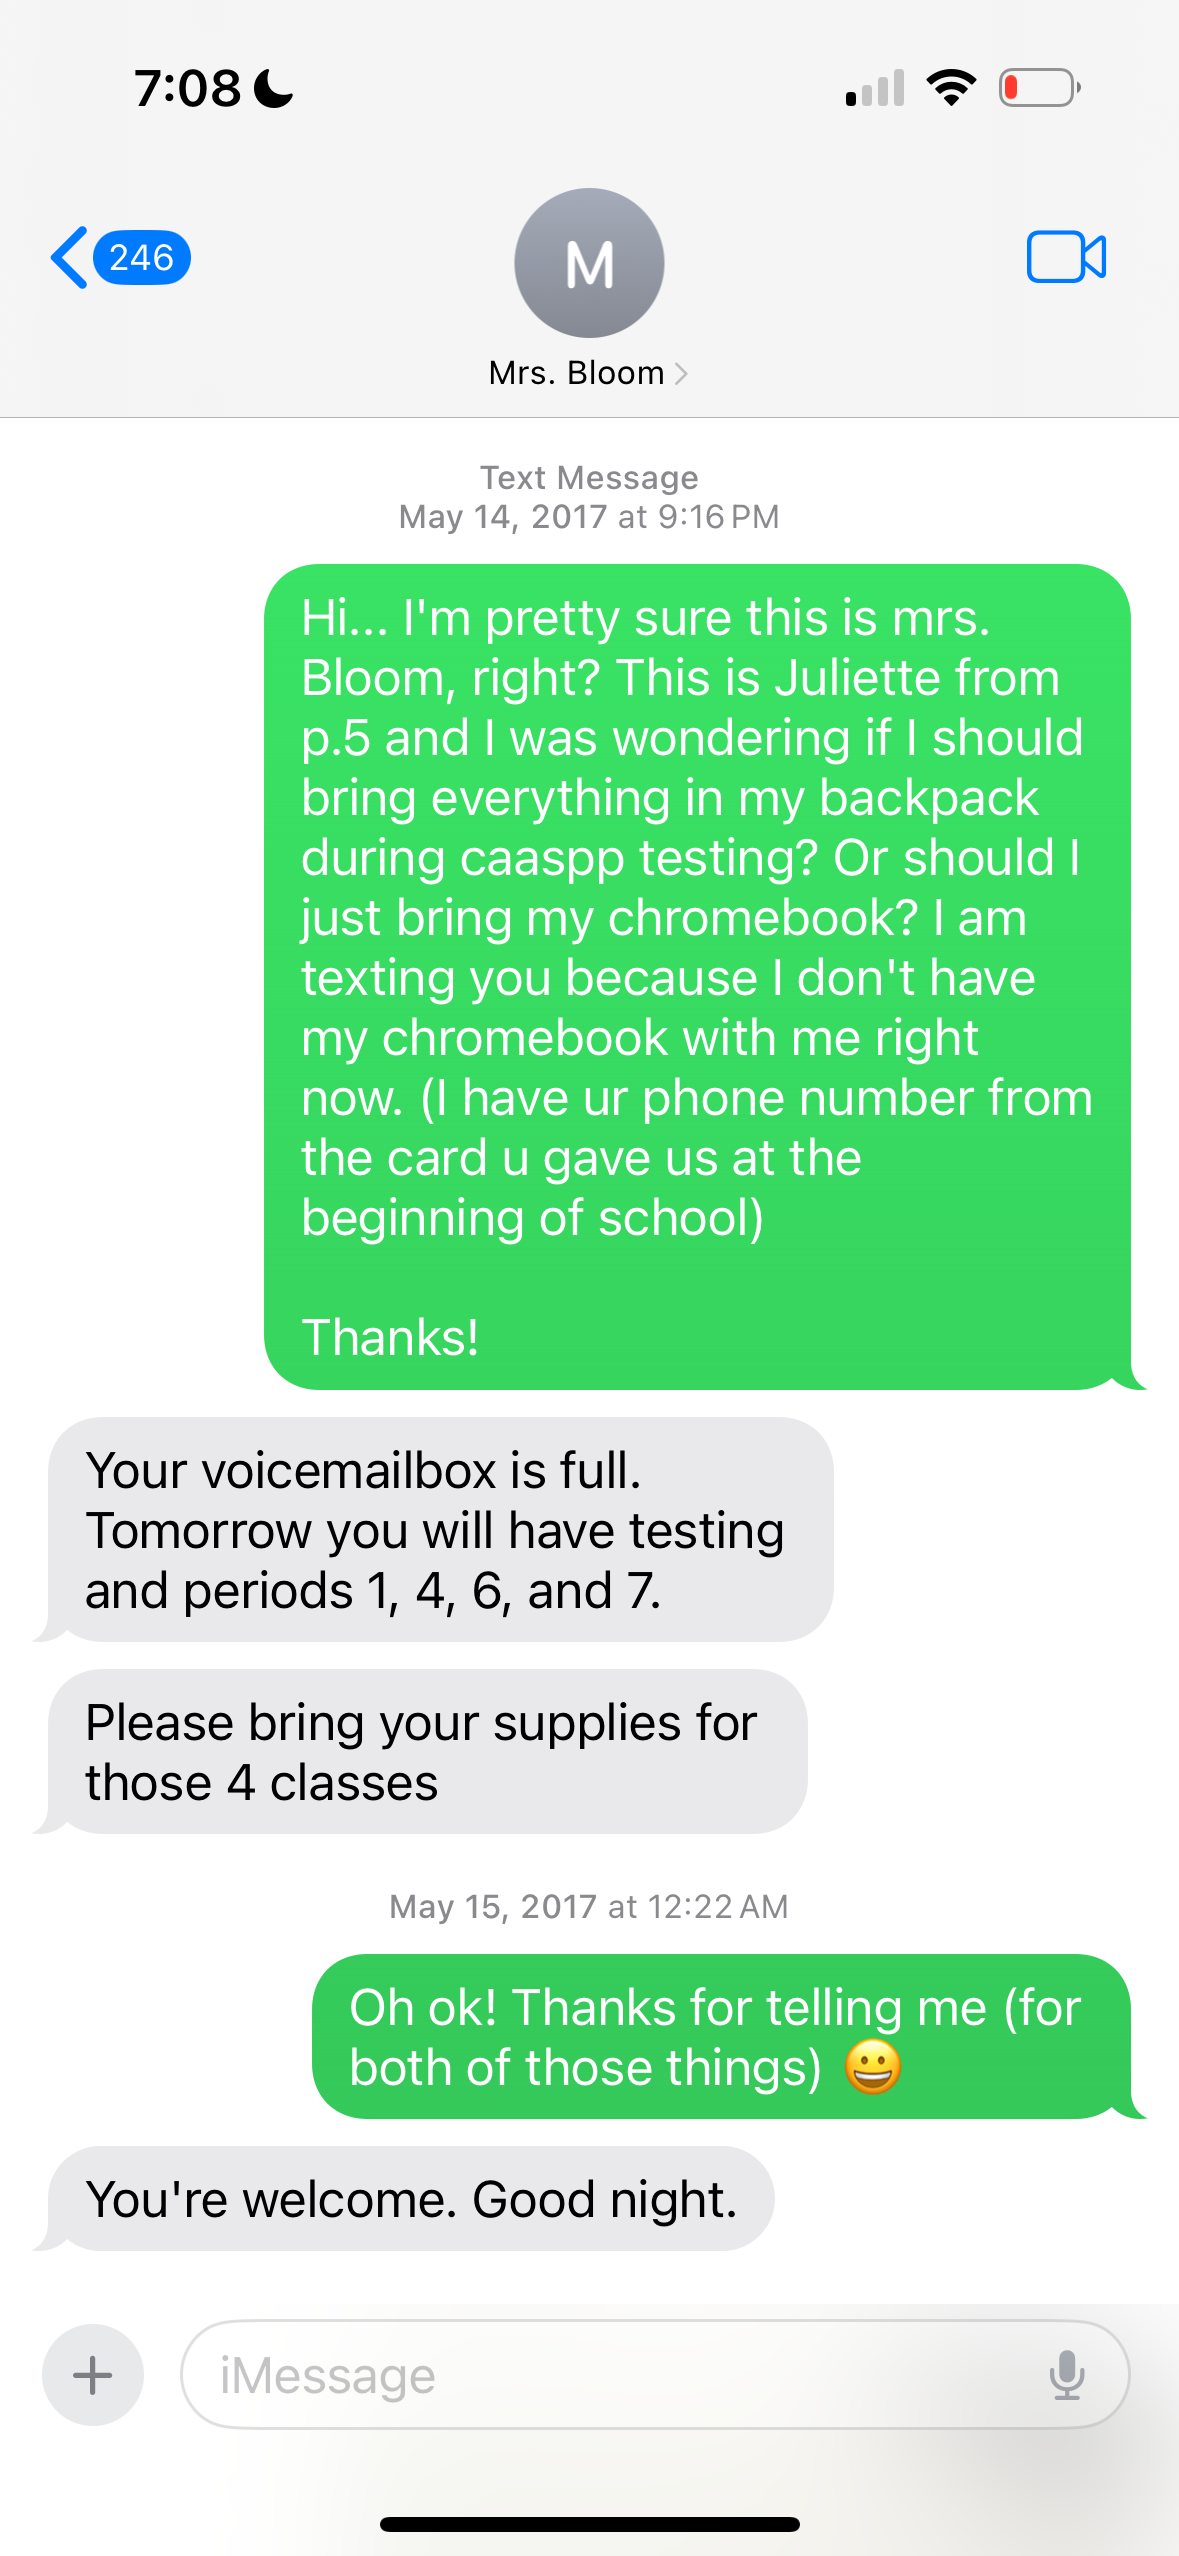 7:08
246
M
Mrs. Bloom
Text Message
May 14, 2017 at 9:16 PM
Hi... I'm pretty sure this is mrs.
Bloom, right? This is Juliette from
p.5 and I was wondering if I should
bring everything in my backpack
during caaspp testing? Or should I
just bring my chromebook? I am
texting you because I don't have
my chromebook with me right
now. (I have ur phone number from
the card u gave us at the
beginning of school)
Thanks!
Your voicemailbox is full.
Tomorrow you will have testing
and periods 1, 4, 6, and 7.
Please bring your supplies for
those 4 classes
May 15, 2017 at 12:22 AM
Oh ok! Thanks for telling me (for
both of those things) 😀
You're welcome. Good night.
iMessage